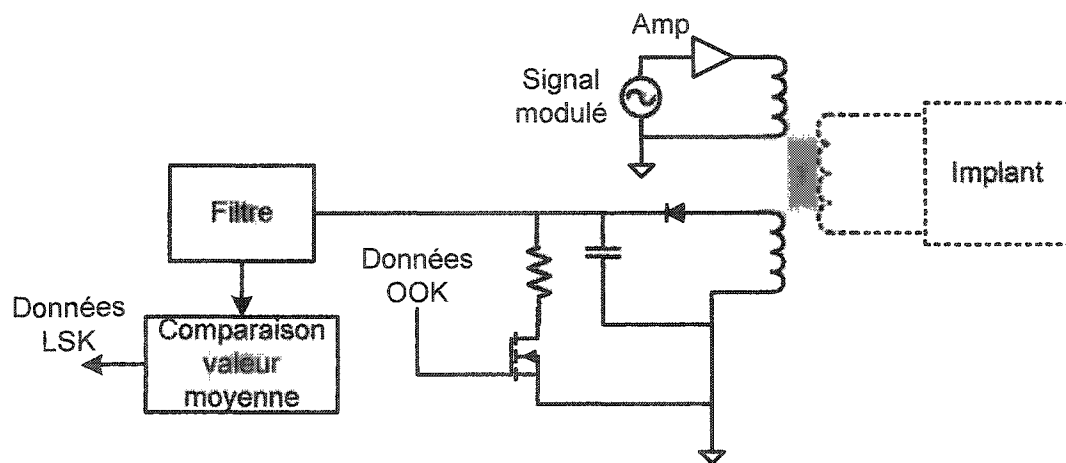 Amp
Signal
modulé
Implant
Filtre
Données
OOK
Données
LSK
Comparaison
valeur
moyenne